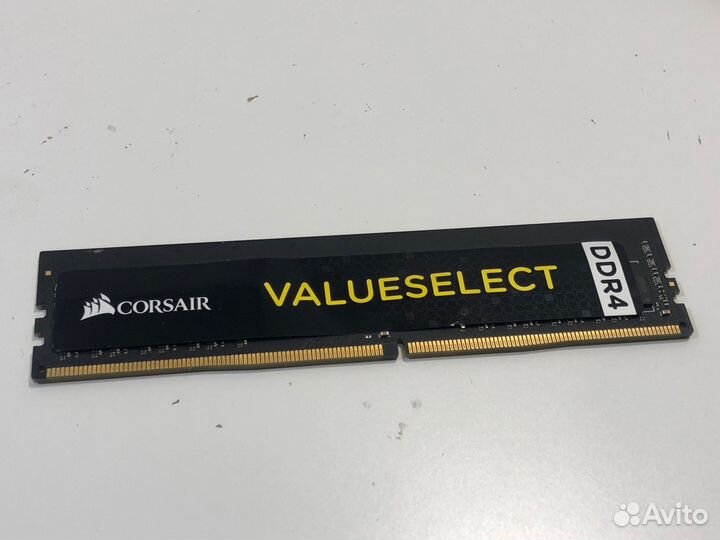 CORSAIR
VALUESELECT
DDR4
Avito